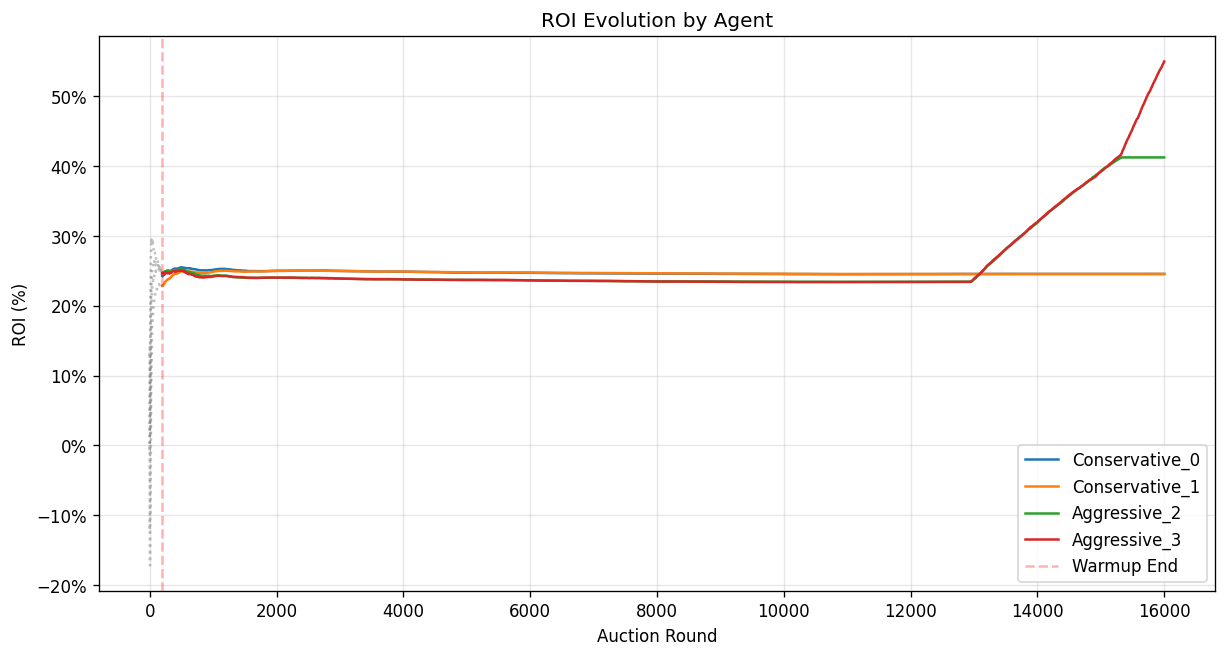 ROI Evolution by Agent
ROI (%)
50%
40%
30%
20%
10%
0%
−10%
−20%
0
2000
4000
6000
8000
10000
12000
14000
16000
Auction Round
Conservative_0
Conservative_1
Aggressive_2
Aggressive_3
Warmup End